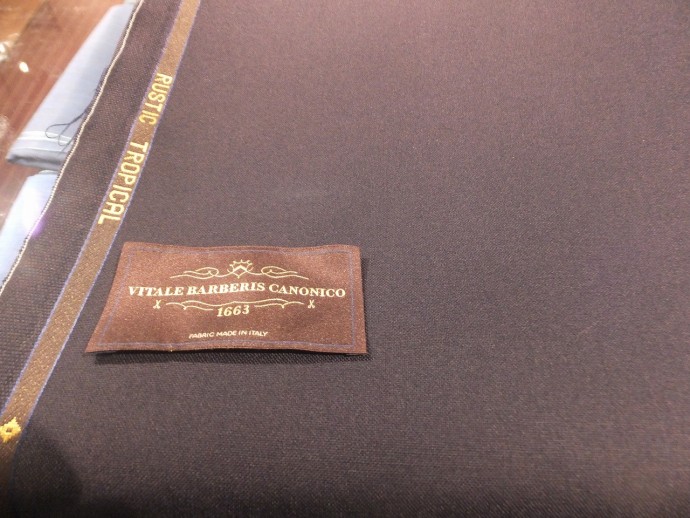 RUSTIC TROPICAL
VITALE BARBERIS CANONICO
1663
FABRIC MADE IN ITALY